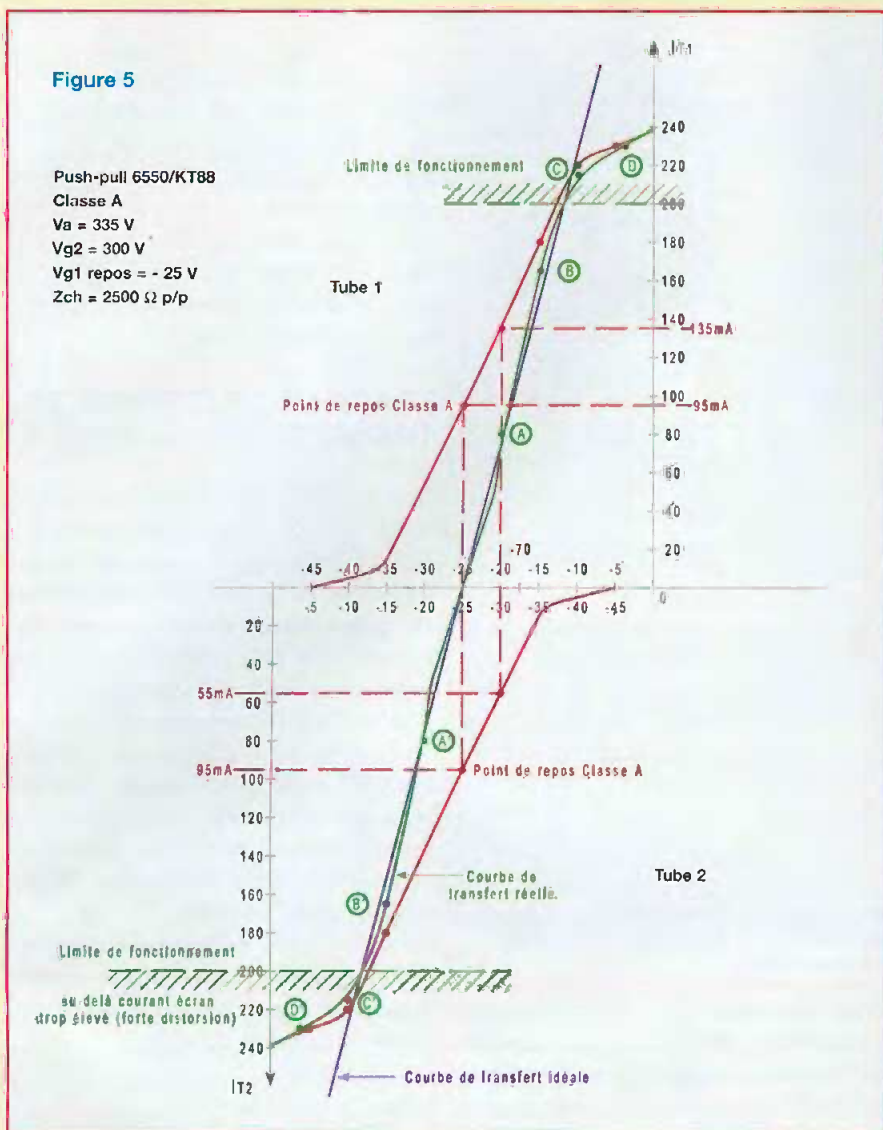 Figure 5
Push-pull 6550/KT88
Classe A
Va = 335 V
Vg2 = 300 V
Vg1 repos = - 25 V
Zch = 2500 Ω p/p
Tube 1
240
220
200
180
160
140
120
100
80
60
40
20
0
Limite de fonctionnement
C
D
B
135mA
Point de repos Classe A
95mA
A
-70
-45 -40 -35 -30 -25 -20 -15 -10 -5
-5 -10 -15 -20 -25 -30 -35 -40 -45
20
40
60
80
100
120
140
160
180
200
220
240
55mA
A'
95mA
Point de repos Classe A
Courbe de
transfert réelle.
Tube 2
B'
Limite de fonctionnement
au delà courant écran
trop élevé (forte distorsion)
D
C'
IT2
Courbe de transfert idéale